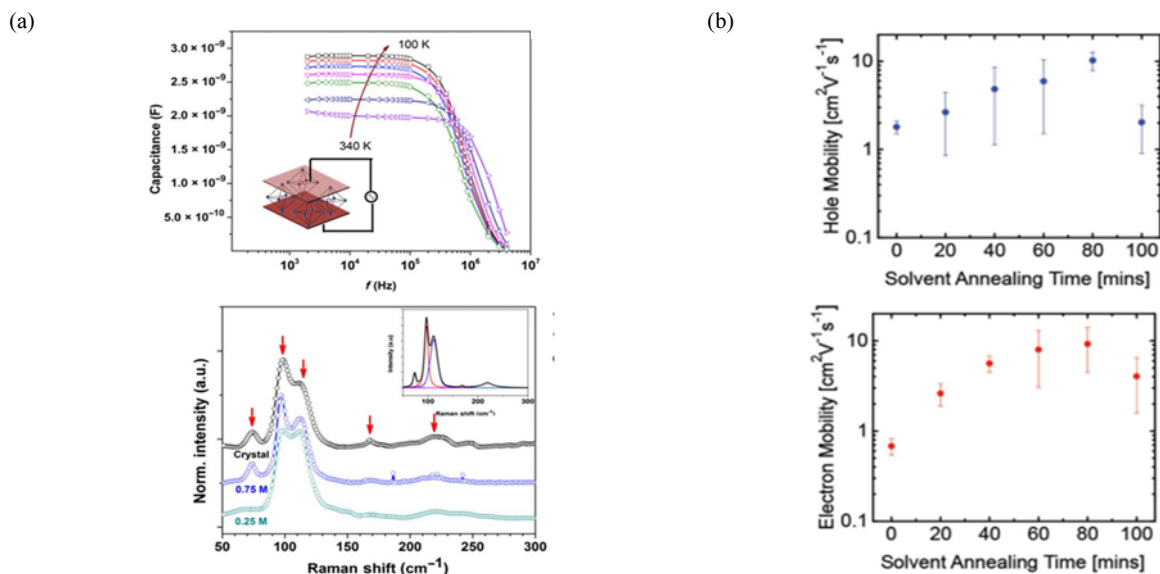 (a)
3.0 × 10⁻⁹
2.5 × 10⁻⁹
2.0 × 10⁻⁹
1.5 × 10⁻⁹
1.0 × 10⁻⁹
5.0 × 10⁻¹⁰
Capacitance (F)
100 K
340 K
10³ 10⁴ 10⁵ 10⁶ 10⁷
f (Hz)
Norm. intensity (a.u.)
Crystal
0.75 M
0.25 M
Intensity (a.u)
100 200 300
Raman shift (cm⁻¹)
50 100 150 200 250 300
Raman shift (cm⁻¹)
(b)
Hole Mobility [cm²V⁻¹s⁻¹]
10
1
0.1
0 20 40 60 80 100
Solvent Annealing Time [mins]
Electron Mobility [cm²V⁻¹s⁻¹]
10
1
0.1
0 20 40 60 80 100
Solvent Annealing Time [mins]